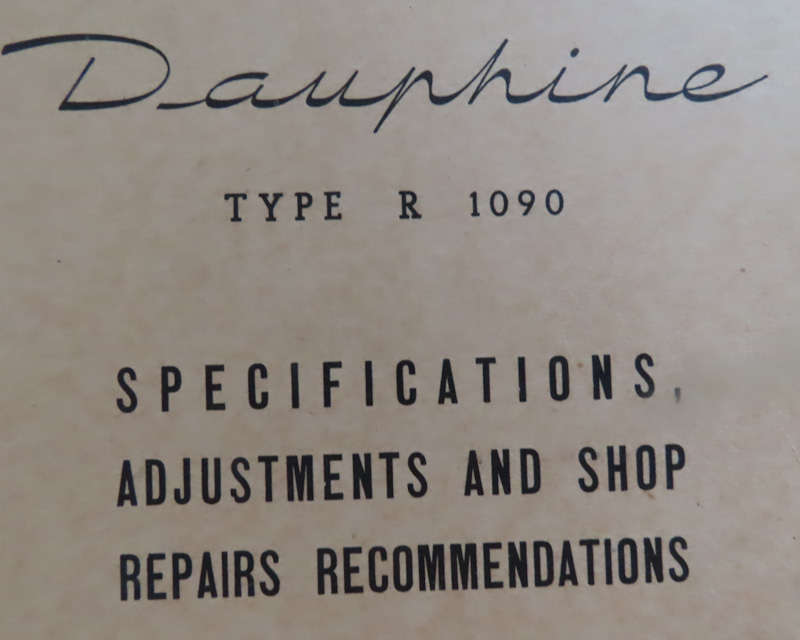 Dauphine
TYPE R 1090
SPECIFICATIONS,
ADJUSTMENTS AND SHOP
REPAIRS RECOMMENDATIONS